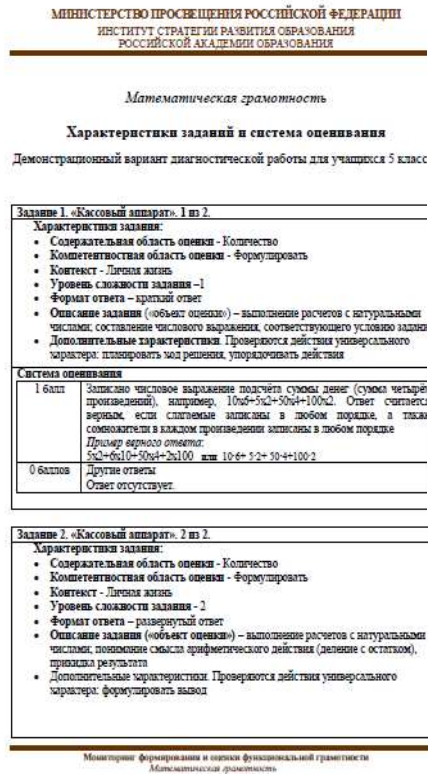 МИНИСТЕРСТВО ПРОСВЕЩЕНИЯ РОССИЙСКОЙ ФЕДЕРАЦИИ
ИНСТИТУТ СТРАТЕГИИ РАЗВИТИЯ ОБРАЗОВАНИЯ
РОССИЙСКОЙ АКАДЕМИИ ОБРАЗОВАНИЯ
Математическая грамотность
Характеристики заданий и система оценивания
Демонстрационный вариант диагностической работы для учащихся 5 класс
Задание 1. «Кассовый аппарат». 1 из 2.
Характеристики задания:
• Содержательная область оценки - Количество
• Компетентностная область оценки - Формулировать
• Контекст - Личная жизнь
• Уровень сложности задания –1
• Формат ответа – краткий ответ
• Описание задания («объект оценки») – выполнение расчетов с натуральными
числами; составление числового выражения, соответствующего условию задани
• Дополнительные характеристики. Проверяются действия универсального
характера: планировать ход решения, упорядочивать действия
Система оценивания
1 балл Записано числовое выражение подсчёта суммы денег (сумма четырёх
произведений), например, 10х6+5х2+50х4+100х2. Ответ считается
верным, если слагаемые записаны в любом порядке, а также
сомножители в каждом произведении записаны в любом порядке
Пример верного ответа:
5х2+6х10+50х4+2х100 или 10·6+ 5·2+ 50·4+100·2
0 баллов Другие ответы
Ответ отсутствует.
Задание 2. «Кассовый аппарат». 2 из 2.
Характеристики задания:
• Содержательная область оценки - Количество
• Компетентностная область оценки - Формулировать
• Контекст - Личная жизнь
• Уровень сложности задания - 2
• Формат ответа – развернутый ответ
• Описание задания («объект оценки») – выполнение расчетов с натуральными
числами; понимание смысла арифметического действия (деление с остатком),
прикидка результата
• Дополнительные характеристики. Проверяются действия универсального
характера: формулировать вывод
Мониторинг формирования и оценки функциональной грамотности
Математическая грамотность